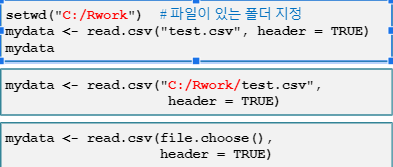 setwd("C:/Rwork")  # 파일이 있는 폴더 지정
mydata <- read.csv("test.csv", header = TRUE)
mydata
mydata <- read.csv("C:/Rwork/test.csv",
                   header = TRUE)
mydata <- read.csv(file.choose(),
                   header = TRUE)